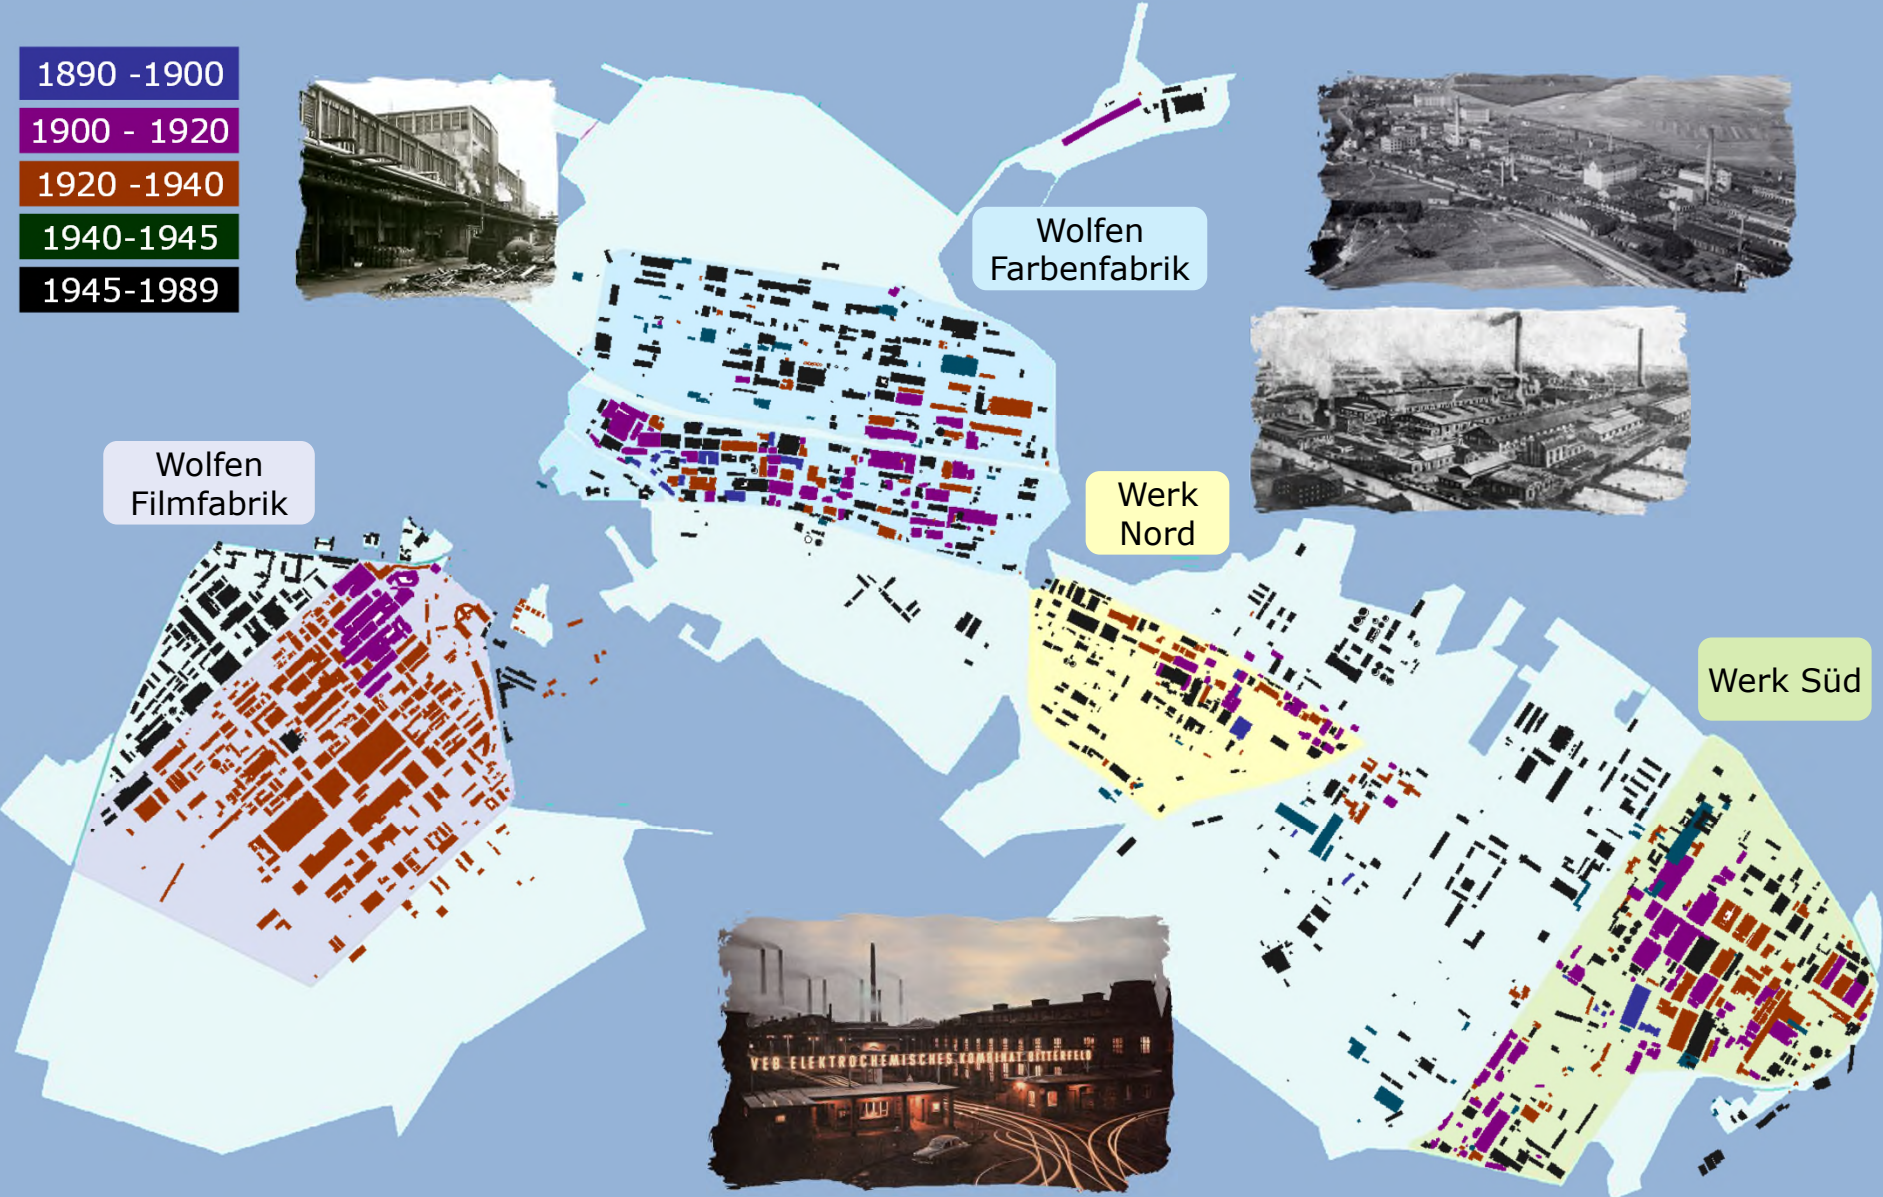 1890 -1900
1900 - 1920
1920 -1940
1940-1945
1945-1989
Wolfen
Farbenfabrik
Wolfen
Filmfabrik
Werk
Nord
Werk Süd
VEB ELEKTROCHEMISCHES KOMBINAT BITTERFELD